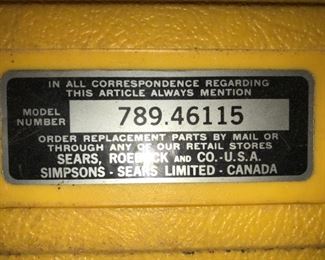 IN ALL CORRESPONDENCE REGARDING
THIS ARTICLE ALWAYS MENTION
MODEL NUMBER 789.46115
ORDER REPLACEMENT PARTS BY MAIL OR
THROUGH ANY OF OUR RETAIL STORES
SEARS, ROEBUCK AND CO.-U.S.A.
SIMPSONS-SEARS LIMITED-CANADA